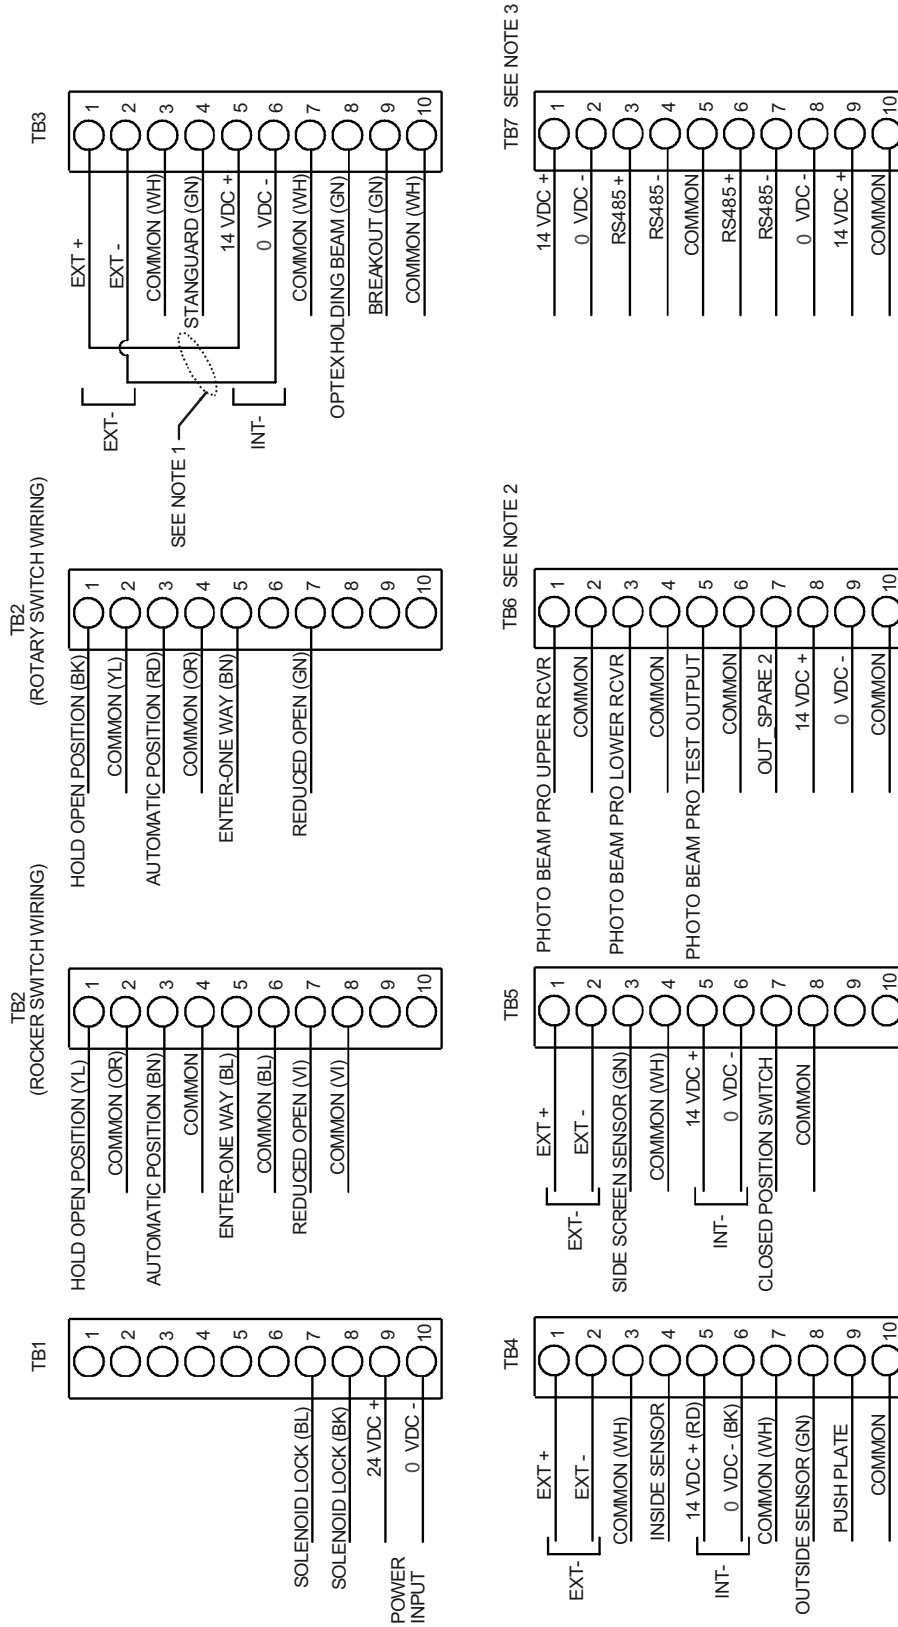 TB1
1
2
3
4
5
6
7
8
9
10
SOLENOID LOCK (BL)
SOLENOID LOCK (BK)
24 VDC +
0 VDC -
POWER
INPUT
TB2
(ROCKER SWITCH WIRING)
1
2
3
4
5
6
7
8
9
10
HOLD OPEN POSITION (YL)
COMMON (OR)
AUTOMATIC POSITION (BN)
COMMON
ENTER-ONE WAY (BL)
COMMON (BL)
REDUCED OPEN (VI)
COMMON (VI)
TB2
(ROTARY SWITCH WIRING)
1
2
3
4
5
6
7
8
9
10
HOLD OPEN POSITION (BK)
COMMON (YL)
AUTOMATIC POSITION (RD)
COMMON (OR)
ENTER-ONE WAY (BN)
REDUCED OPEN (GN)
TB3
1
2
3
4
5
6
7
8
9
10
EXT +
EXT -
COMMON (WH)
STANGUARD (GN)
14 VDC +
0 VDC -
COMMON (WH)
OPTEX HOLDING BEAM (GN)
BREAKOUT (GN)
COMMON (WH)
EXT-
INT-
SEE NOTE 1
TB4
1
2
3
4
5
6
7
8
9
10
EXT +
EXT -
COMMON (WH)
INSIDE SENSOR
14 VDC + (RD)
0 VDC - (BK)
COMMON (WH)
OUTSIDE SENSOR (GN)
PUSH PLATE
COMMON
EXT-
INT-
TB5
1
2
3
4
5
6
7
8
9
10
EXT +
EXT -
SIDE SCREEN SENSOR (GN)
COMMON (WH)
14 VDC +
0 VDC -
CLOSED POSITION SWITCH
COMMON
EXT-
INT-
TB6 SEE NOTE 2
1
2
3
4
5
6
7
8
9
10
PHOTO BEAM PRO UPPER RCVR
COMMON
PHOTO BEAM PRO LOWER RCVR
COMMON
PHOTO BEAM PRO TEST OUTPUT
COMMON
OUT_SPARE 2
14 VDC +
0 VDC -
COMMON
TB7 SEE NOTE 3
1
2
3
4
5
6
7
8
9
10
14 VDC +
0 VDC -
RS485 +
RS485 -
COMMON
RS485 +
RS485 -
0 VDC -
14 VDC +
COMMON